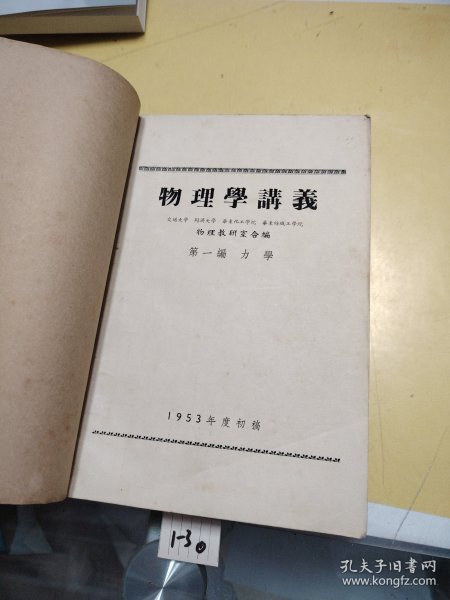 物理學講義
交通大學 同濟大學 華東化工學院 華東紡織工學院
物理教研室合編
第一編 力學
1953年度初稿
1-30
孔夫子旧书网
www.kongfz.com